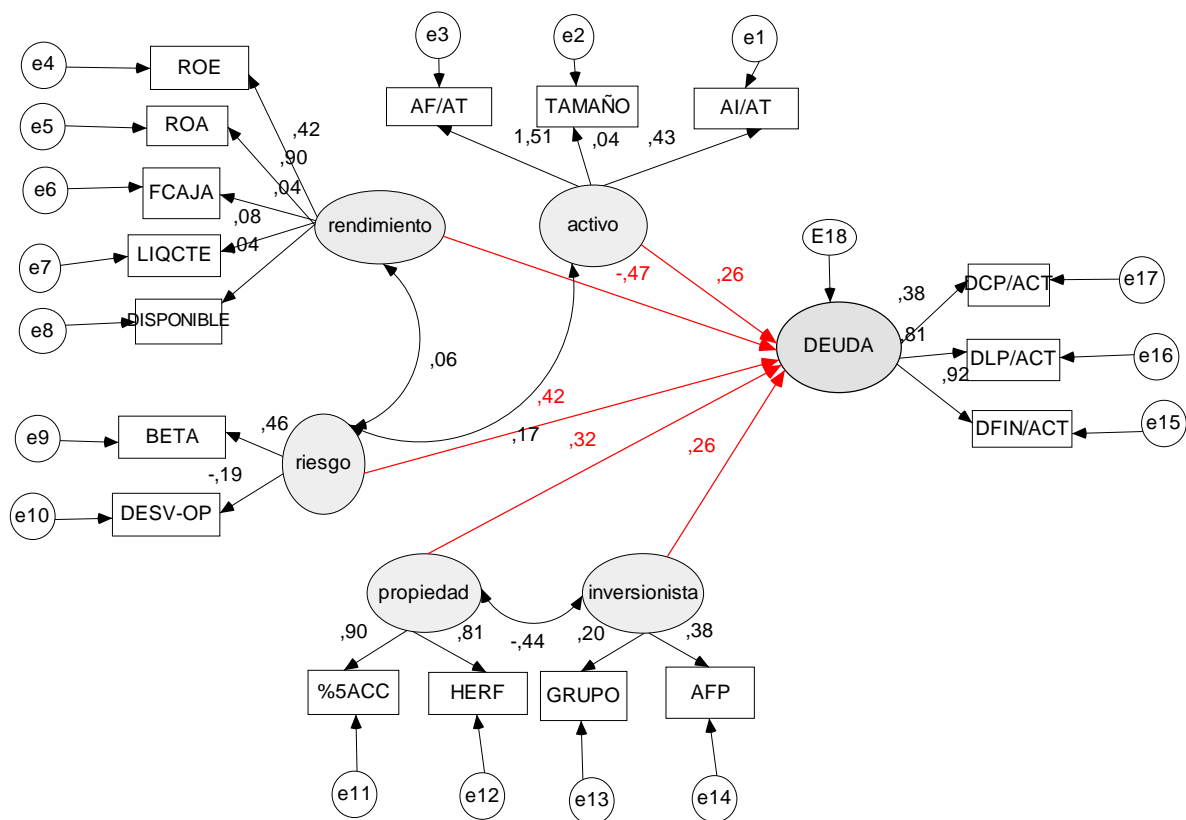 e3
e2
e1
e4
ROE
AF/AT
TAMAÑO
AI/AT
e5
ROA
,42
1,51
,04
,43
,90
e6
FCAJA
,04
,08
rendimiento
activo
E18
e7
LIQCTE
,04
-,47
,26
DCP/ACT
e17
e8
DISPONIBLE
,38
,81
DEUDA
DLP/ACT
e16
,06
,92
,42
e9
BETA
,46
,17
,32
,26
DFIN/ACT
e15
riesgo
-,19
e10
DESV-OP
propiedad
inversionista
,90
,81
-,44
,20
,38
%5ACC
HERF
GRUPO
AFP
e11
e12
e13
e14